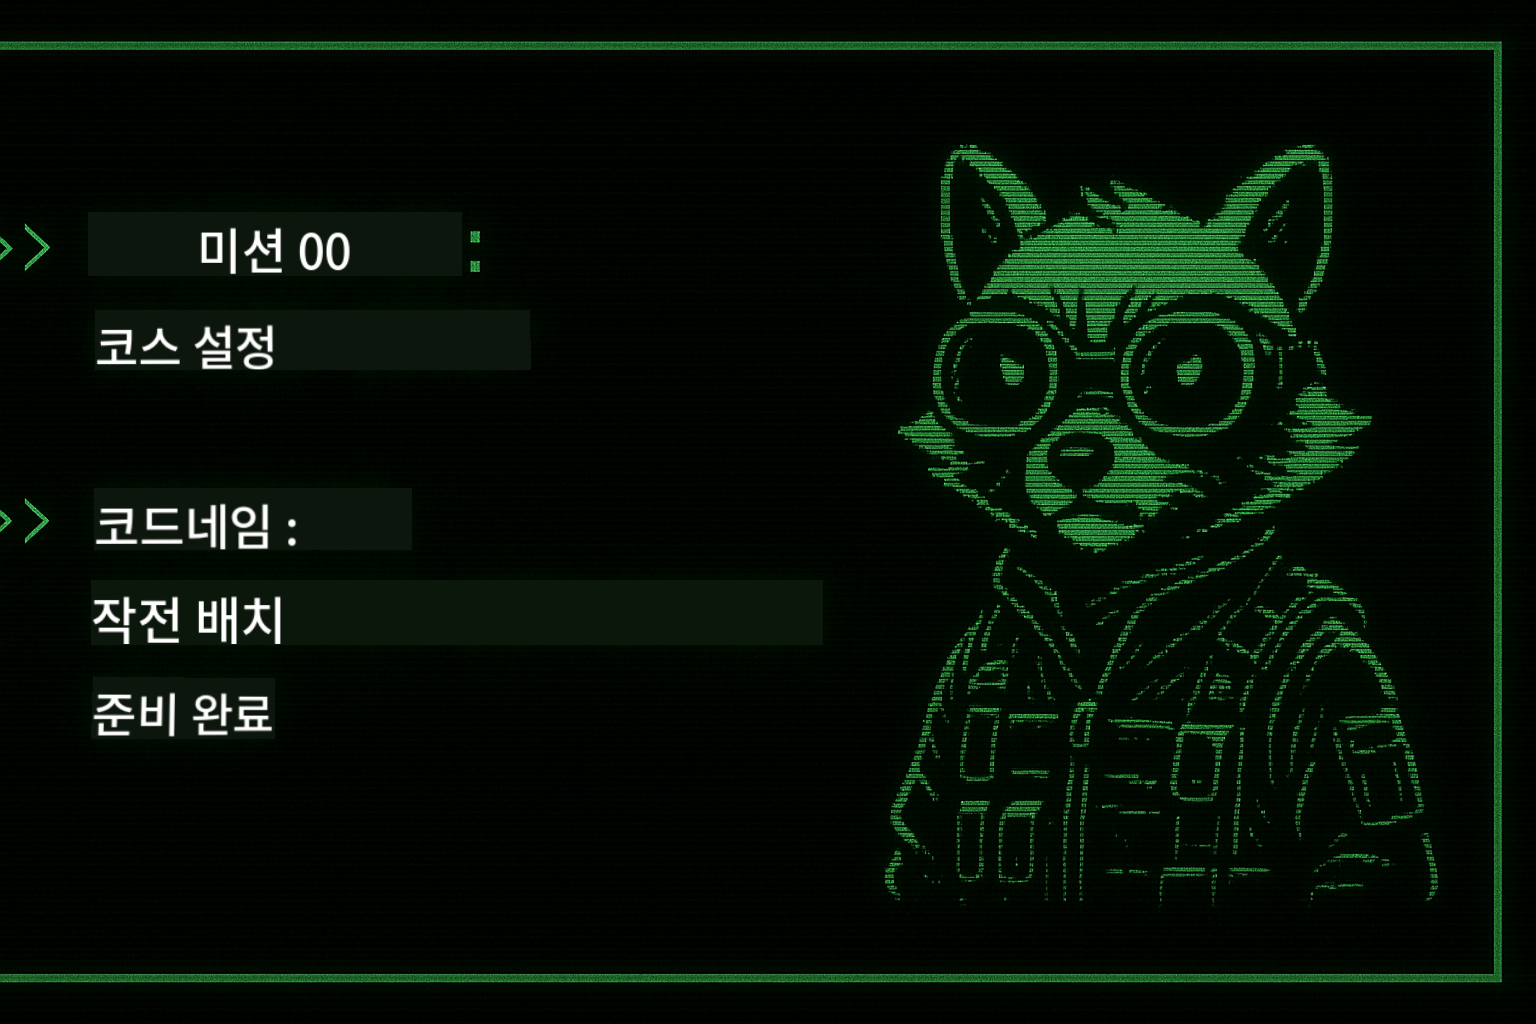 >> 미션 00 :
코스 설정
>> 코드네임 :
작전 배치
준비 완료